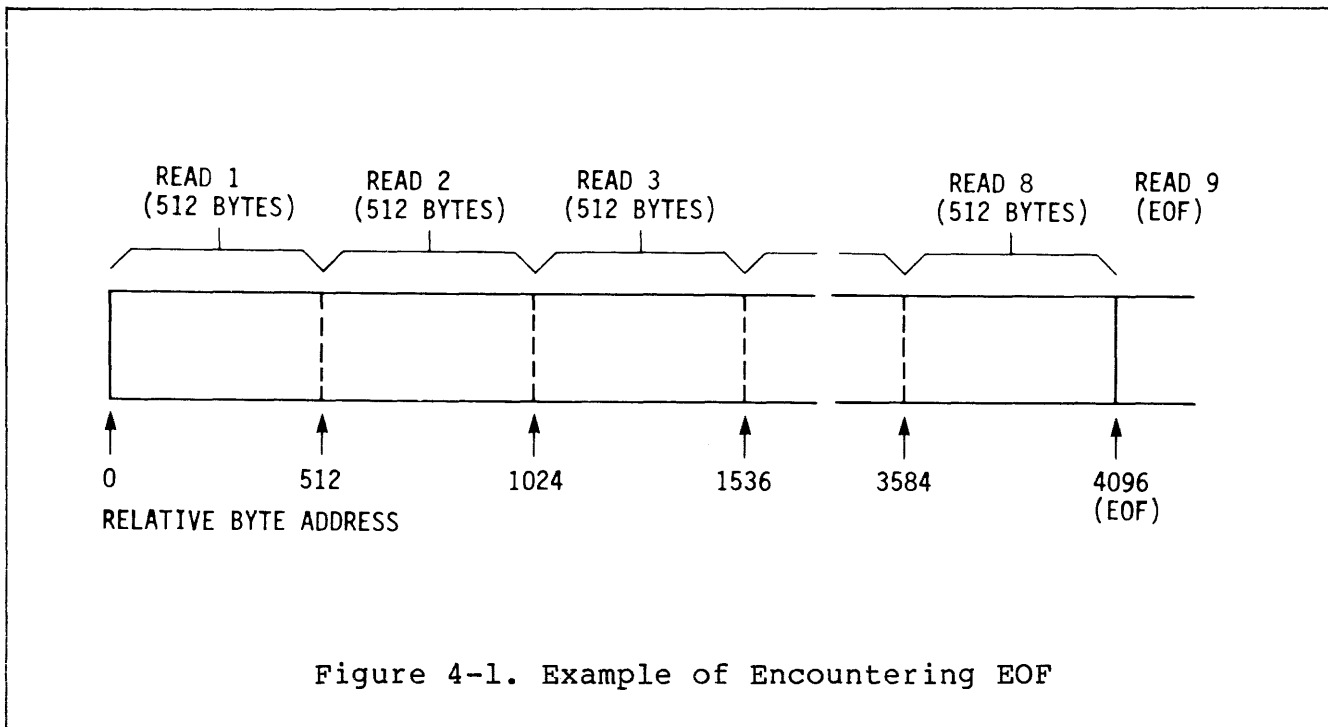 READ 1
(512 BYTES)
READ 2
(512 BYTES)
READ 3
(512 BYTES)
READ 8
(512 BYTES)
READ 9
(EOF)
0
512
1024
1536
3584
4096
(EOF)
RELATIVE BYTE ADDRESS
Figure 4-1. Example of Encountering EOF